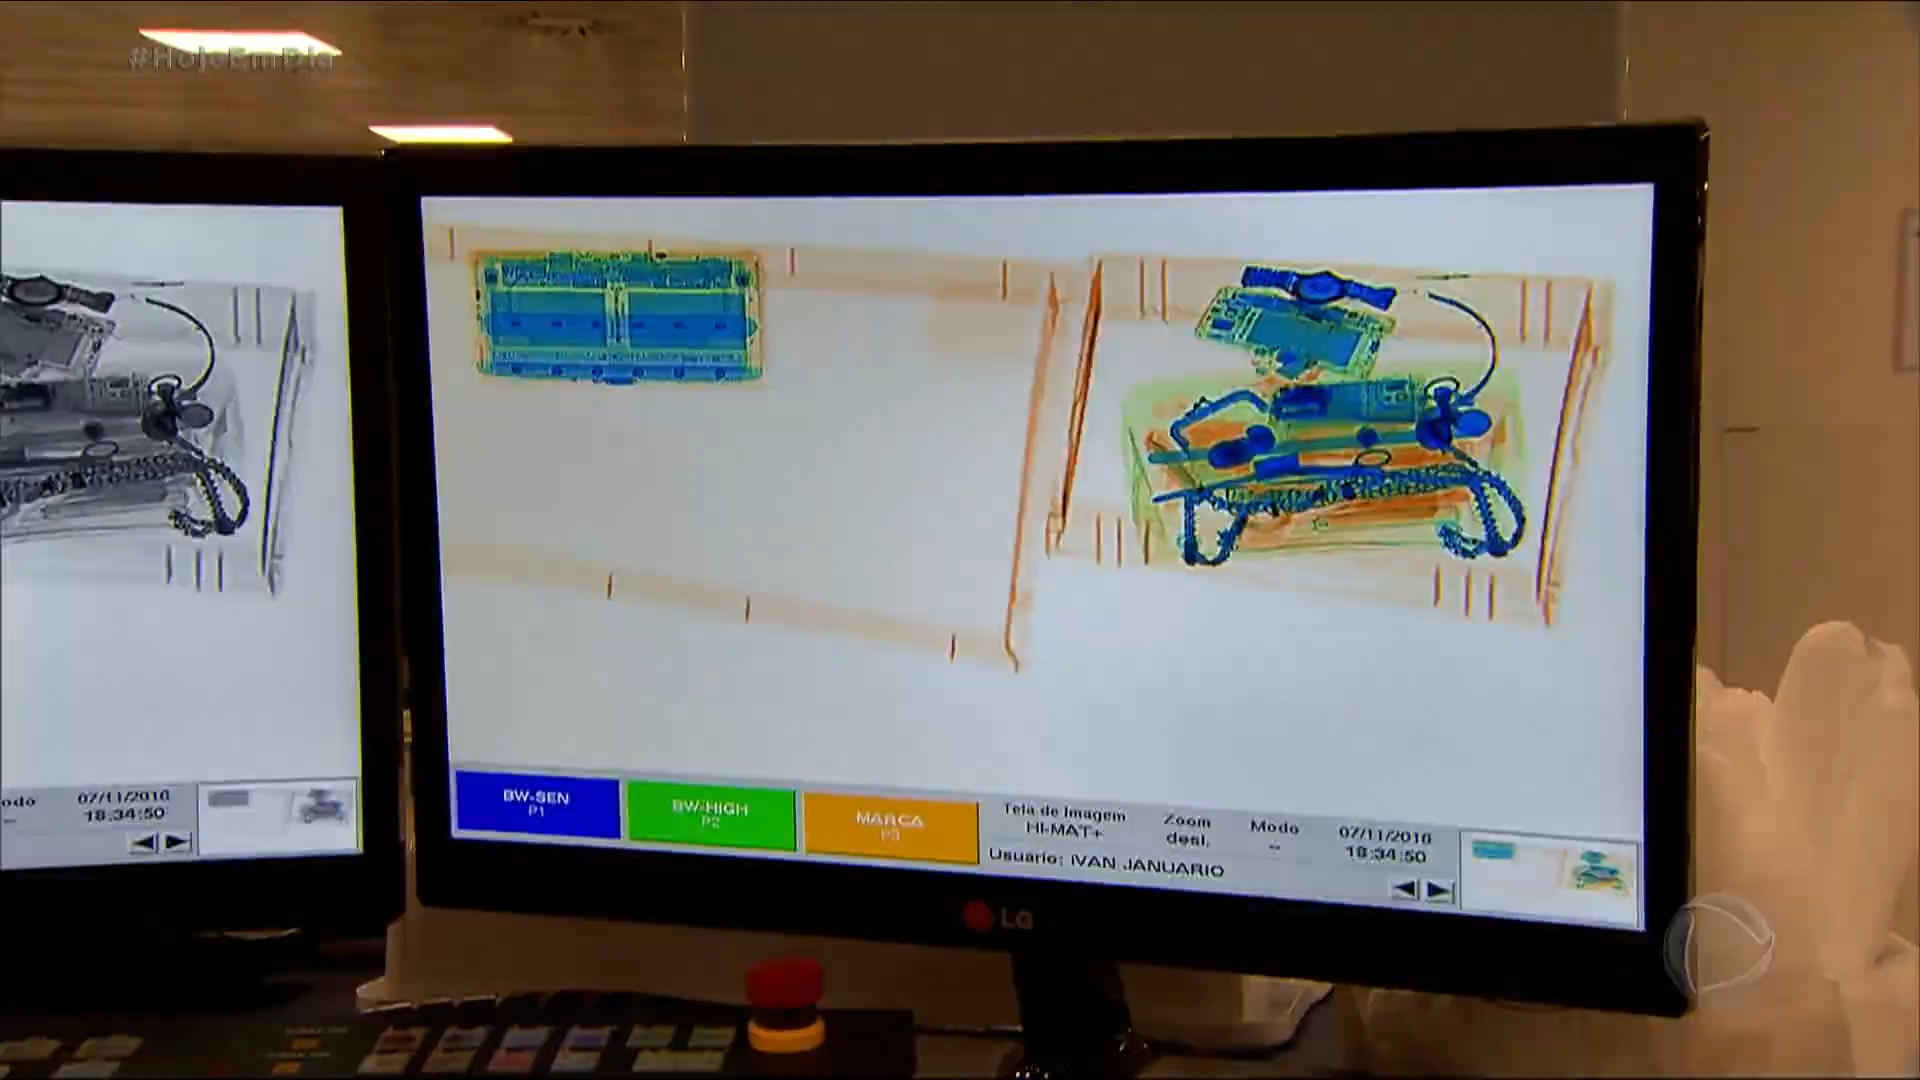 #HojeEmDia
odo
07/11/2016
18:34:50
BW-SEN
P1
BW-HIGH
P2
MARCA
P3
Tela de Imagem
HI-MAT+
Zoom
desl.
Modo
--
07/11/2016
18:34:50
Usuário: IVAN JANUARIO
LG